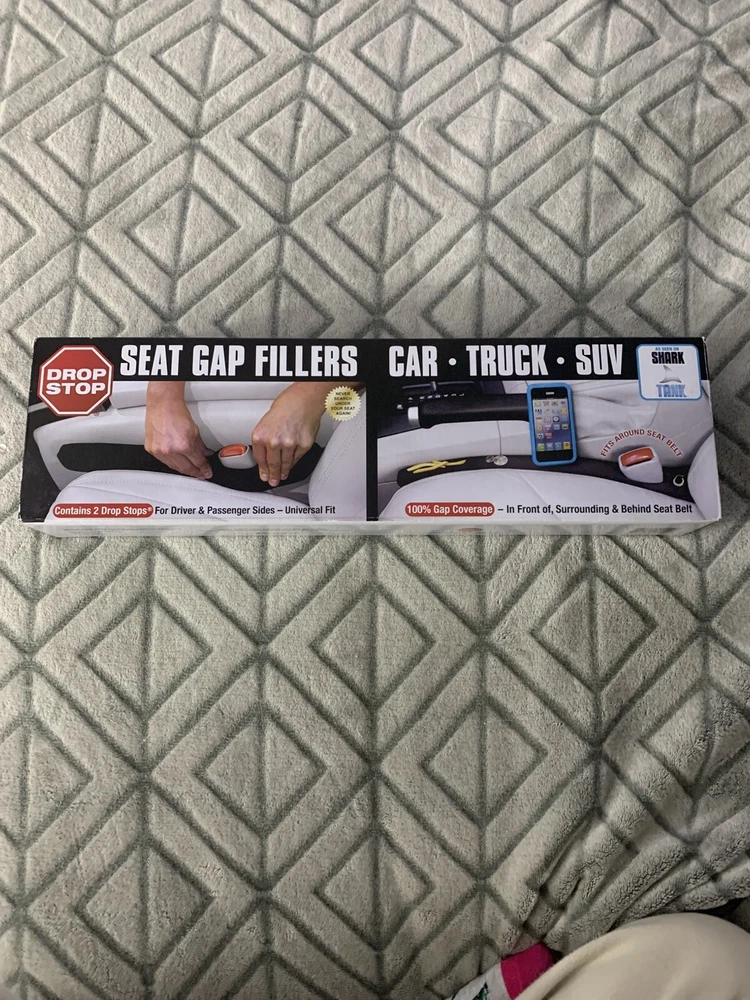 DROP
STOP
SEAT GAP FILLERS
CAR • TRUCK • SUV
AS SEEN ON
SHARK
TANK
NEVER
SEARCH
UNDER
YOUR SEAT
AGAIN!
FITS AROUND SEAT BELT
Contains 2 Drop Stops® For Driver & Passenger Sides – Universal Fit
100% Gap Coverage – In Front of, Surrounding & Behind Seat Belt